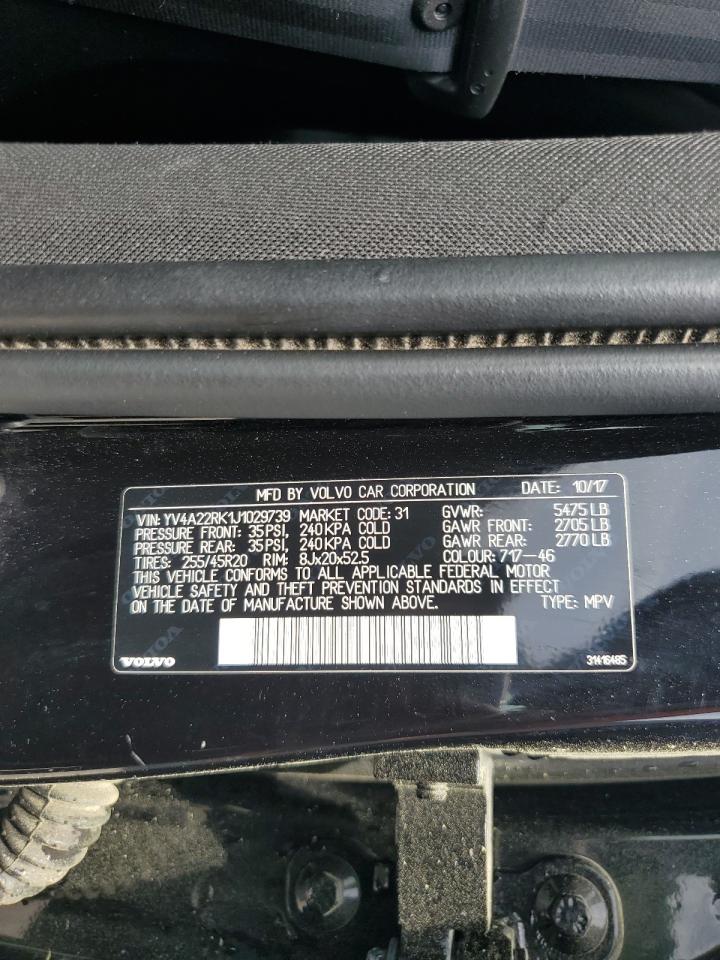 MFD BY VOLVO CAR CORPORATION DATE: 10/17
VIN: YV4A22RK1J1029739 MARKET CODE: 31 GVWR: 5475 LB
PRESSURE FRONT: 35 PSI, 240 KPA COLD GAWR FRONT: 2705 LB
PRESSURE REAR: 35 PSI, 240 KPA COLD GAWR REAR: 2770 LB
TIRES: 255/45R20 RIM: 8Jx20x52.5 COLOUR: 717-46
THIS VEHICLE CONFORMS TO ALL APPLICABLE FEDERAL MOTOR
VEHICLE SAFETY AND THEFT PREVENTION STANDARDS IN EFFECT
ON THE DATE OF MANUFACTURE SHOWN ABOVE. TYPE: MPV
VOLVO 31416485